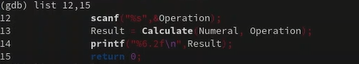 (gdb) list 12,15
12 scanf("%s",&Operation);
13 Result = Calculate(Numeral, Operation);
14 printf("%6.2f\n",Result);
15 return 0;